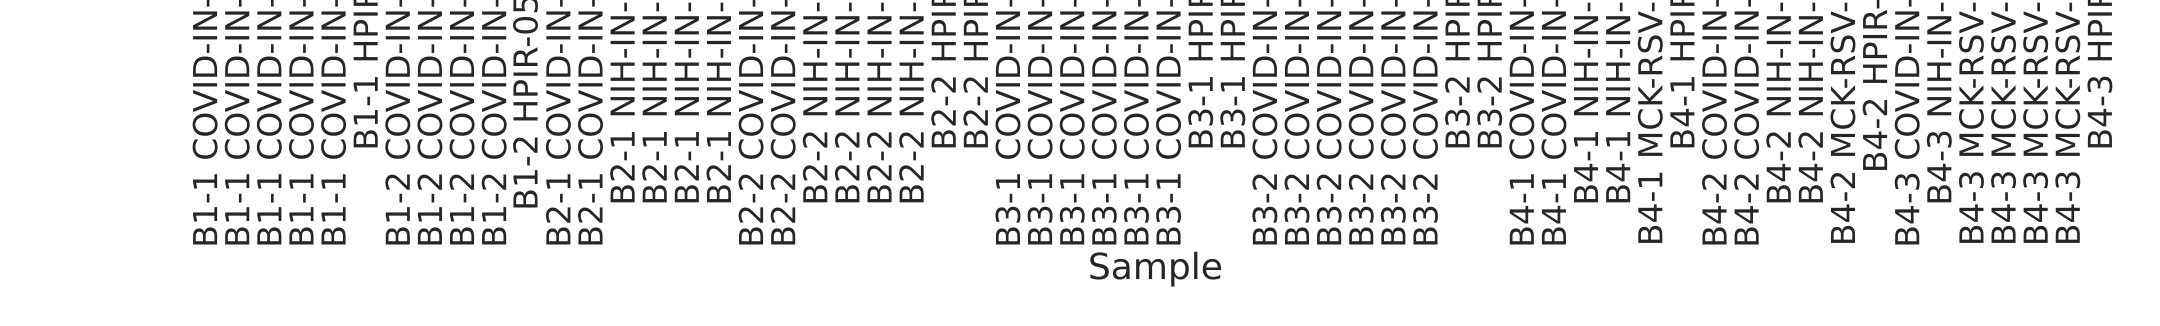 B1-1 COVID-IN-
B1-1 COVID-IN-
B1-1 COVID-IN-
B1-1 COVID-IN-
B1-1 COVID-IN-
B1-1 HPIR
B1-2 COVID-IN-
B1-2 COVID-IN-
B1-2 COVID-IN-
B1-2 COVID-IN-
B1-2 HPIR-05
B2-1 COVID-IN-
B2-1 COVID-IN-
B2-1 NIH-IN-
B2-1 NIH-IN-
B2-1 NIH-IN-
B2-1 NIH-IN-
B2-2 COVID-IN-
B2-2 COVID-IN-
B2-2 NIH-IN-
B2-2 NIH-IN-
B2-2 NIH-IN-
B2-2 NIH-IN-
B2-2 HPIR
B2-2 HPIR
B3-1 COVID-IN-
B3-1 COVID-IN-
B3-1 COVID-IN-
B3-1 COVID-IN-
B3-1 COVID-IN-
B3-1 COVID-IN-
B3-1 HPIR
B3-1 HPIR
B3-2 COVID-IN-
B3-2 COVID-IN-
B3-2 COVID-IN-
B3-2 COVID-IN-
B3-2 COVID-IN-
B3-2 COVID-IN-
B3-2 HPIR
B3-2 HPIR
B4-1 COVID-IN-
B4-1 COVID-IN-
B4-1 NIH-IN-
B4-1 NIH-IN-
B4-1 MCK-RSV-
B4-1 HPIR
B4-2 COVID-IN-
B4-2 COVID-IN-
B4-2 NIH-IN-
B4-2 NIH-IN-
B4-2 MCK-RSV-
B4-2 HPIR-
B4-3 COVID-IN-
B4-3 NIH-IN-
B4-3 MCK-RSV-
B4-3 MCK-RSV-
B4-3 MCK-RSV-
B4-3 MCK-RSV-
B4-3 HPIR
Sample